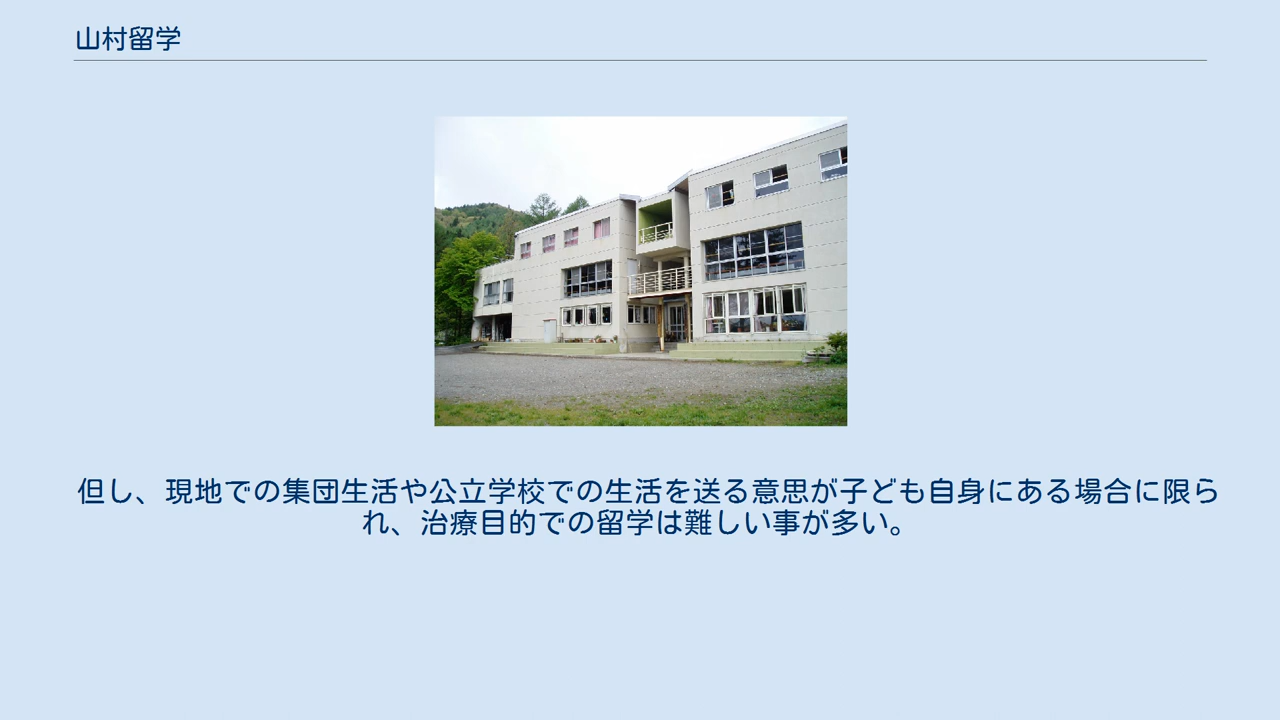 山村留学
但し、現地での集団生活や公立学校での生活を送る意思が子ども自身にある場合に限ら
れ、治療目的での留学は難しい事が多い。